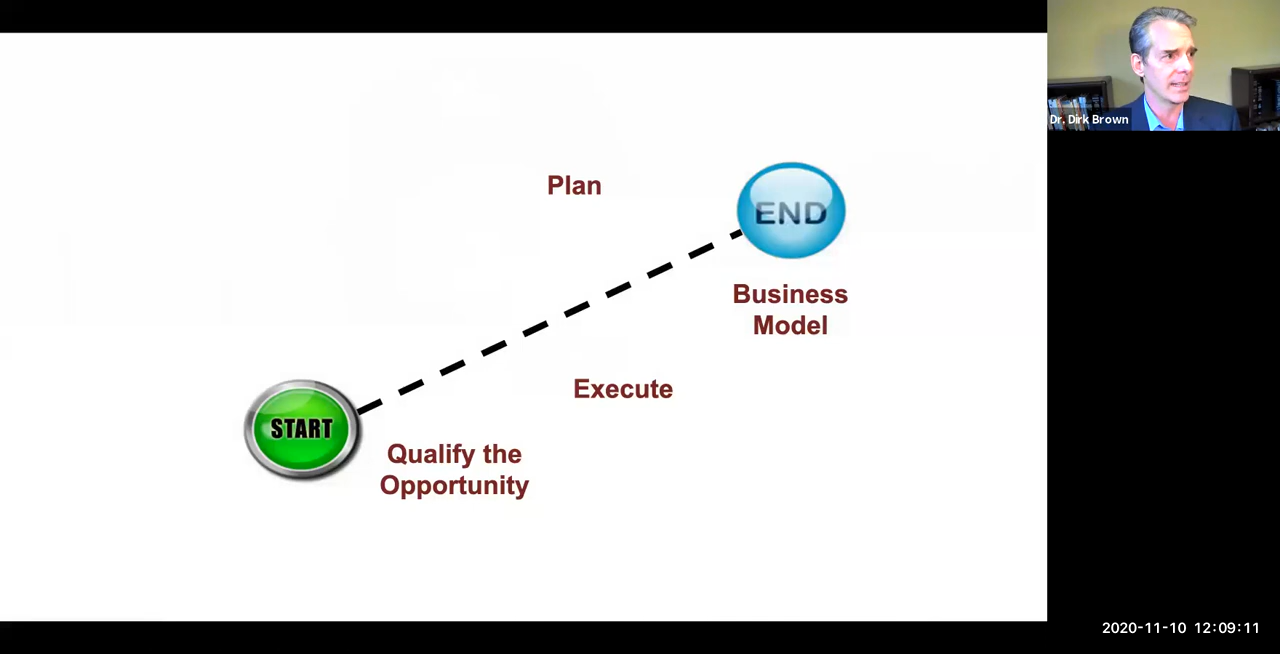 Dr. Dirk Brown
Plan
END
Business
Model
Execute
START
Qualify the
Opportunity
2020-11-10 12:09:11